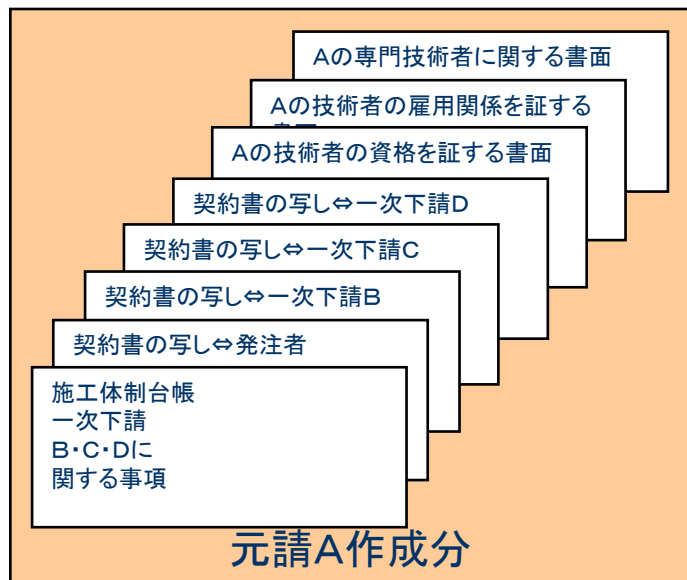 Aの専門技術者に関する書面
Aの技術者の雇用関係を証する
Aの技術者の資格を証する書面
契約書の写し⇔一次下請D
契約書の写し⇔一次下請C
契約書の写し⇔一次下請B
契約書の写し⇔発注者
施工体制台帳
一次下請
B・C・Dに
関する事項
元請A作成分